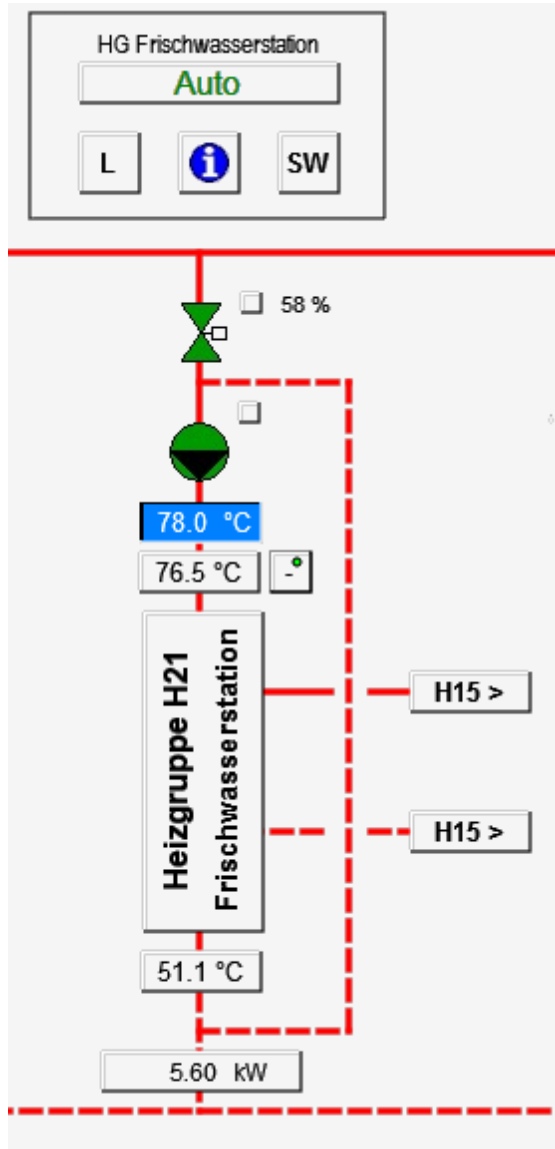 HG Frischwasserstation
Auto
L
i
SW
58 %
78.0 °C
76.5 °C
-°
Heizgruppe H21
Frischwasserstation
H15 >
H15 >
51.1 °C
5.60 kW